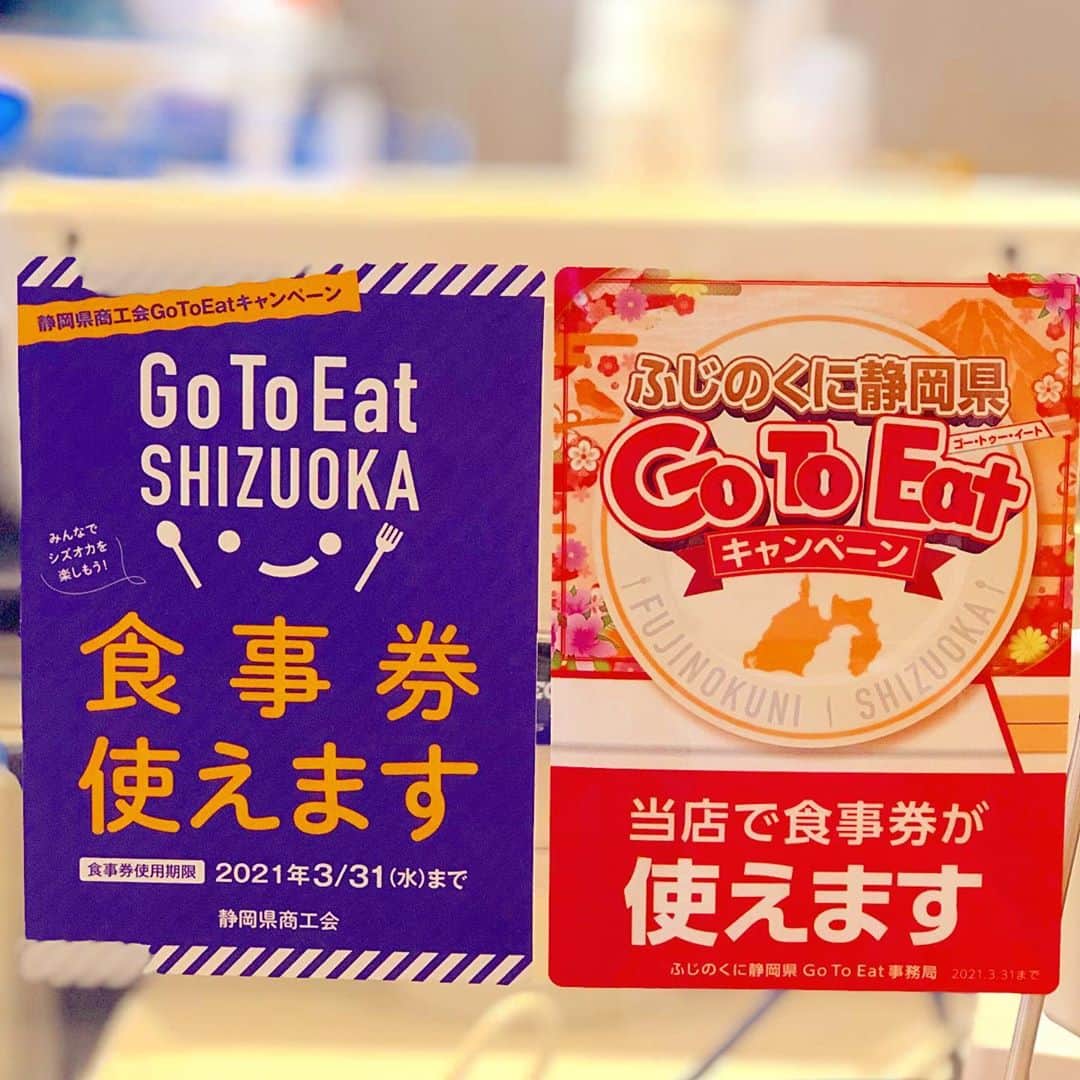 静岡県商工会GoToEatキャンペーン
Go To Eat
SHIZUOKA
みんなで
シズオカを
楽しもう!
食事券
使えます
食事券使用期限 2021年3/31(水)まで
静岡県商工会
ふじのくに静岡県
ゴー・トゥー・イート
Go To Eat
キャンペーン
FUJINOKUNI | SHIZUOKA
当店で食事券が
使えます
ふじのくに静岡県 Go To Eat 事務局 2021.3.31まで